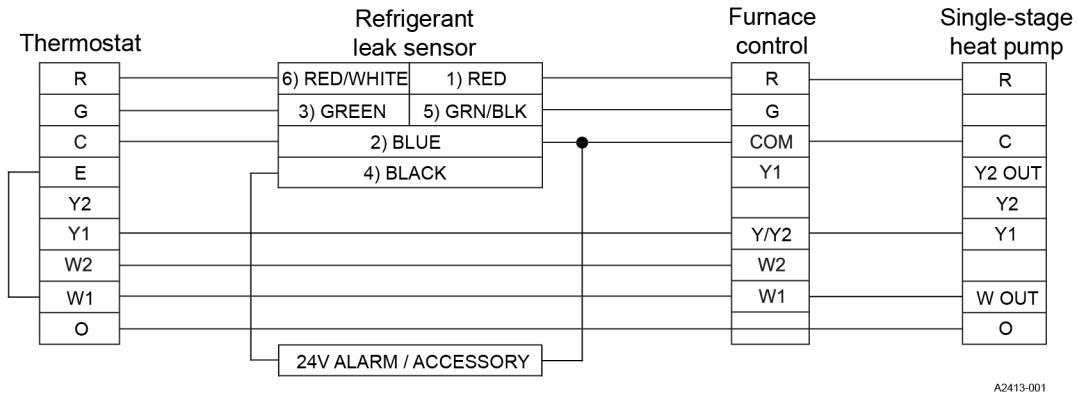 Thermostat
Refrigerant
leak sensor
Furnace
control
Single-stage
heat pump
R
6) RED/WHITE
1) RED
R
R
G
3) GREEN
5) GRN/BLK
G
C
2) BLUE
COM
C
E
4) BLACK
Y1
Y2 OUT
Y2
Y2
Y1
Y/Y2
Y1
W2
W2
W1
W1
W OUT
O
O
24V ALARM / ACCESSORY
A2413-001